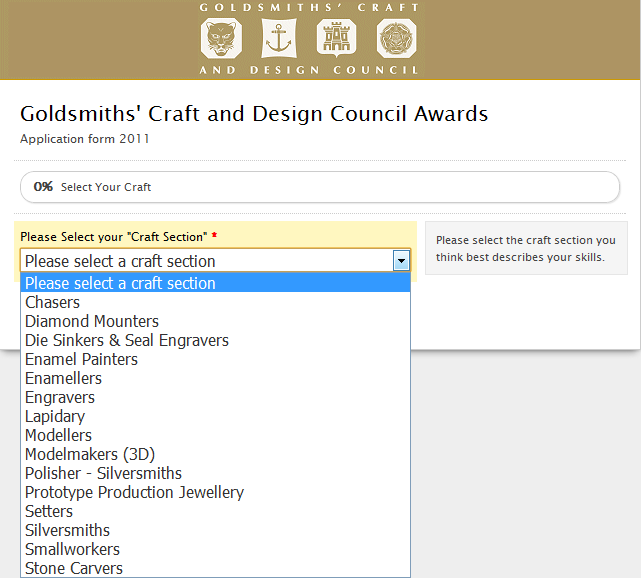 GOLDSMITHS' CRAFT
AND DESIGN COUNCIL
Goldsmiths' Craft and Design Council Awards
Application form 2011
0% Select Your Craft
Please Select your "Craft Section" *
Please select the craft section you
think best describes your skills.
Please select a craft section
Please select a craft section
Chasers
Diamond Mounters
Die Sinkers & Seal Engravers
Enamel Painters
Enamellers
Engravers
Lapidary
Modellers
Modelmakers (3D)
Polisher - Silversmiths
Prototype Production Jewellery
Setters
Silversmiths
Smallworkers
Stone Carvers